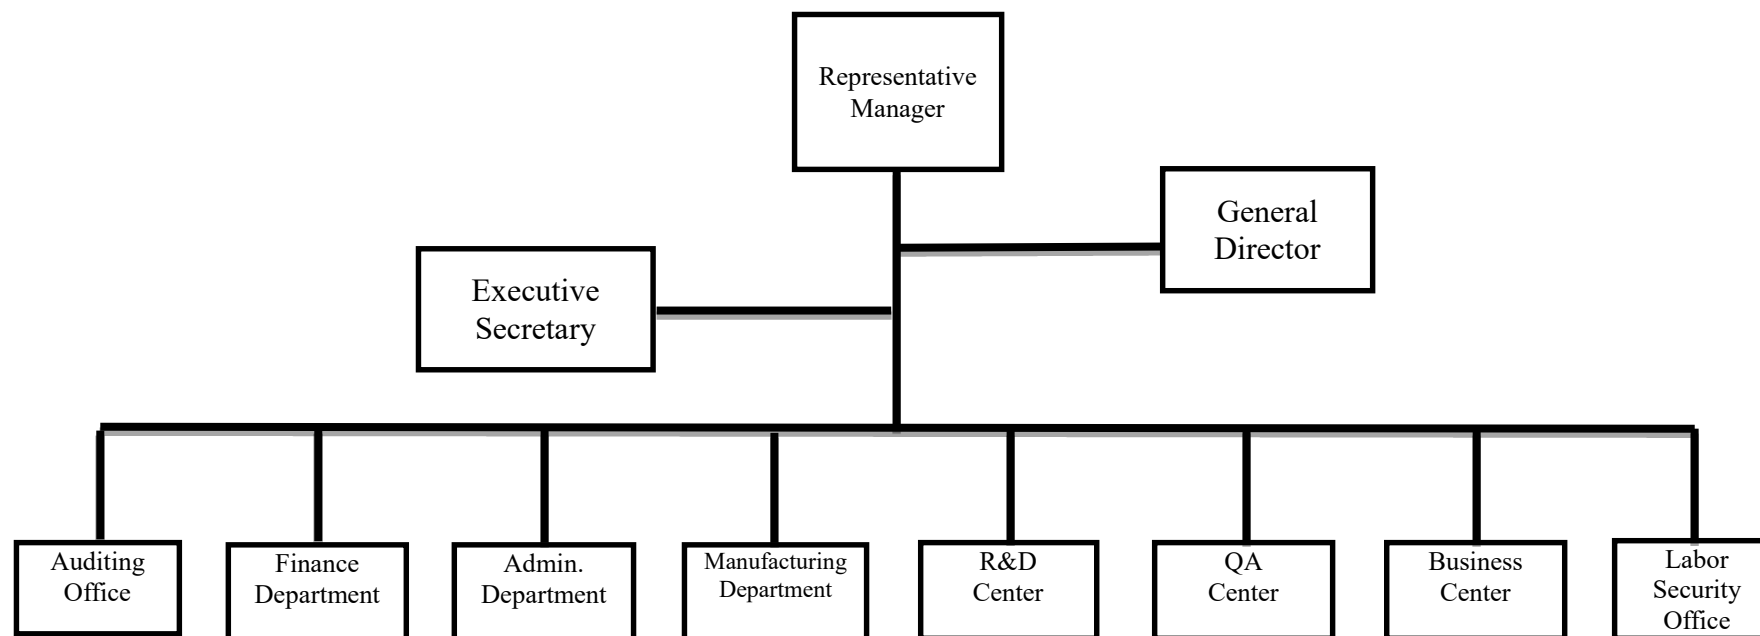 Representative
Manager
General
Director
Executive
Secretary
Auditing
Office
Finance
Department
Admin.
Department
Manufacturing
Department
R&D
Center
QA
Center
Business
Center
Labor
Security
Office